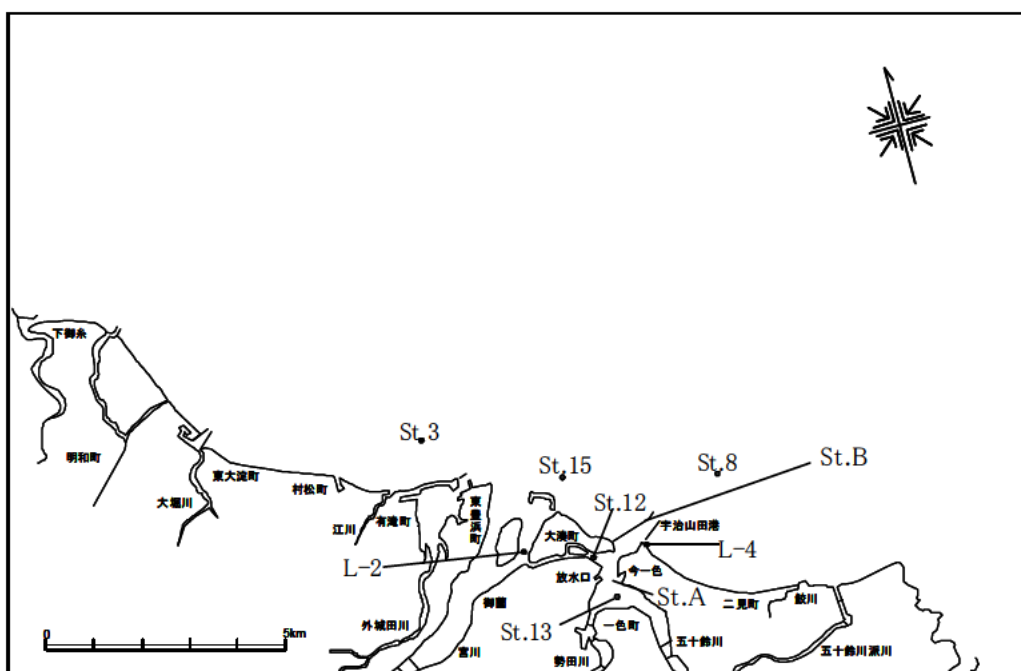 下御糸
明和町
大堀川
東大淀町
村松町
江川
有滝町
東豊浜町
St.3
St.15
St.8
St.B
St.12
大湊町
宇治山田港
L-2
L-4
放水口
今一色
St.A
御薗
二見町
鮫川
外城田川
St.13
一色町
宮川
勢田川
五十鈴川
五十鈴川派川
0
5km